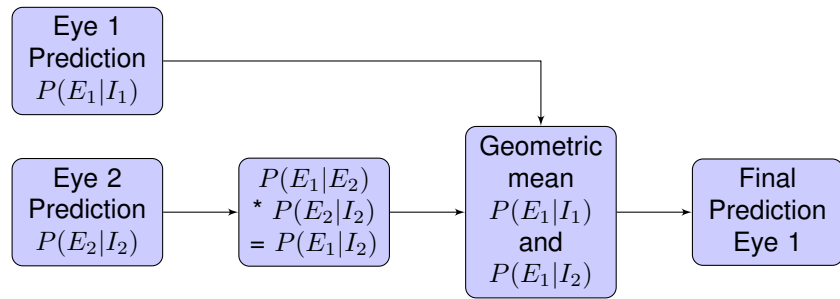 Eye 1
Prediction
P(E₁|I₁)
Eye 2
Prediction
P(E₂|I₂)
P(E₁|E₂)
* P(E₂|I₂)
= P(E₁|I₂)
Geometric
mean
P(E₁|I₁)
and
P(E₁|I₂)
Final
Prediction
Eye 1